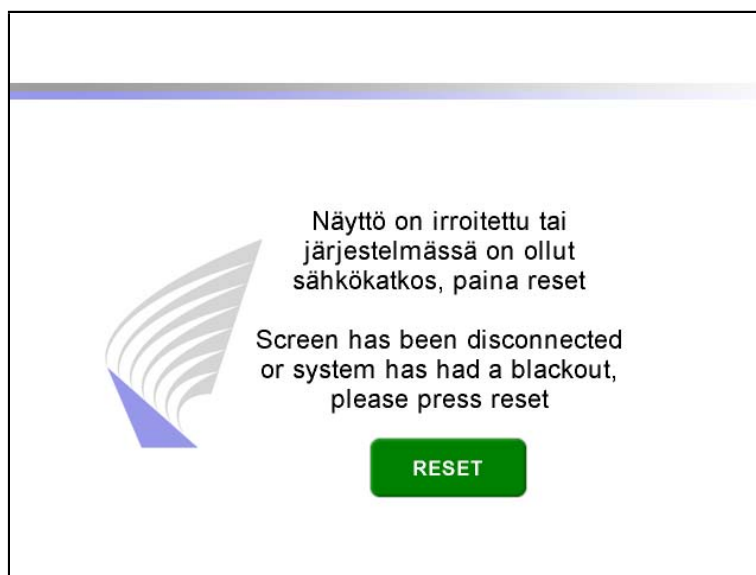 Näyttö on irroitettu tai
järjestelmässä on ollut
sähkökatkos, paina reset
Screen has been disconnected
or system has had a blackout,
please press reset
RESET